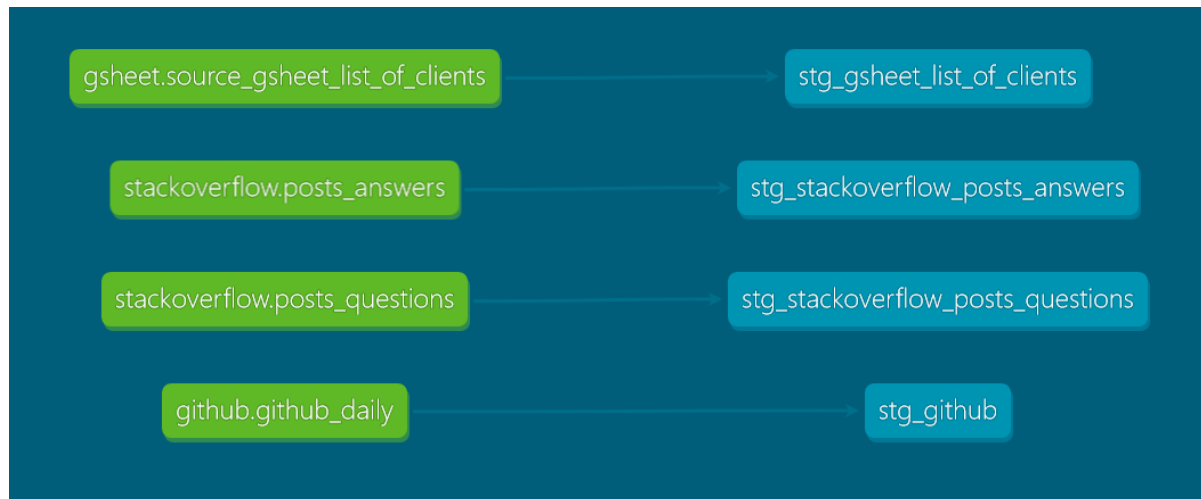 gsheet.source_gsheet_list_of_clients
stg_gsheet_list_of_clients
stackoverflow.posts_answers
stg_stackoverflow_posts_answers
stackoverflow.posts_questions
stg_stackoverflow_posts_questions
github.github_daily
stg_github